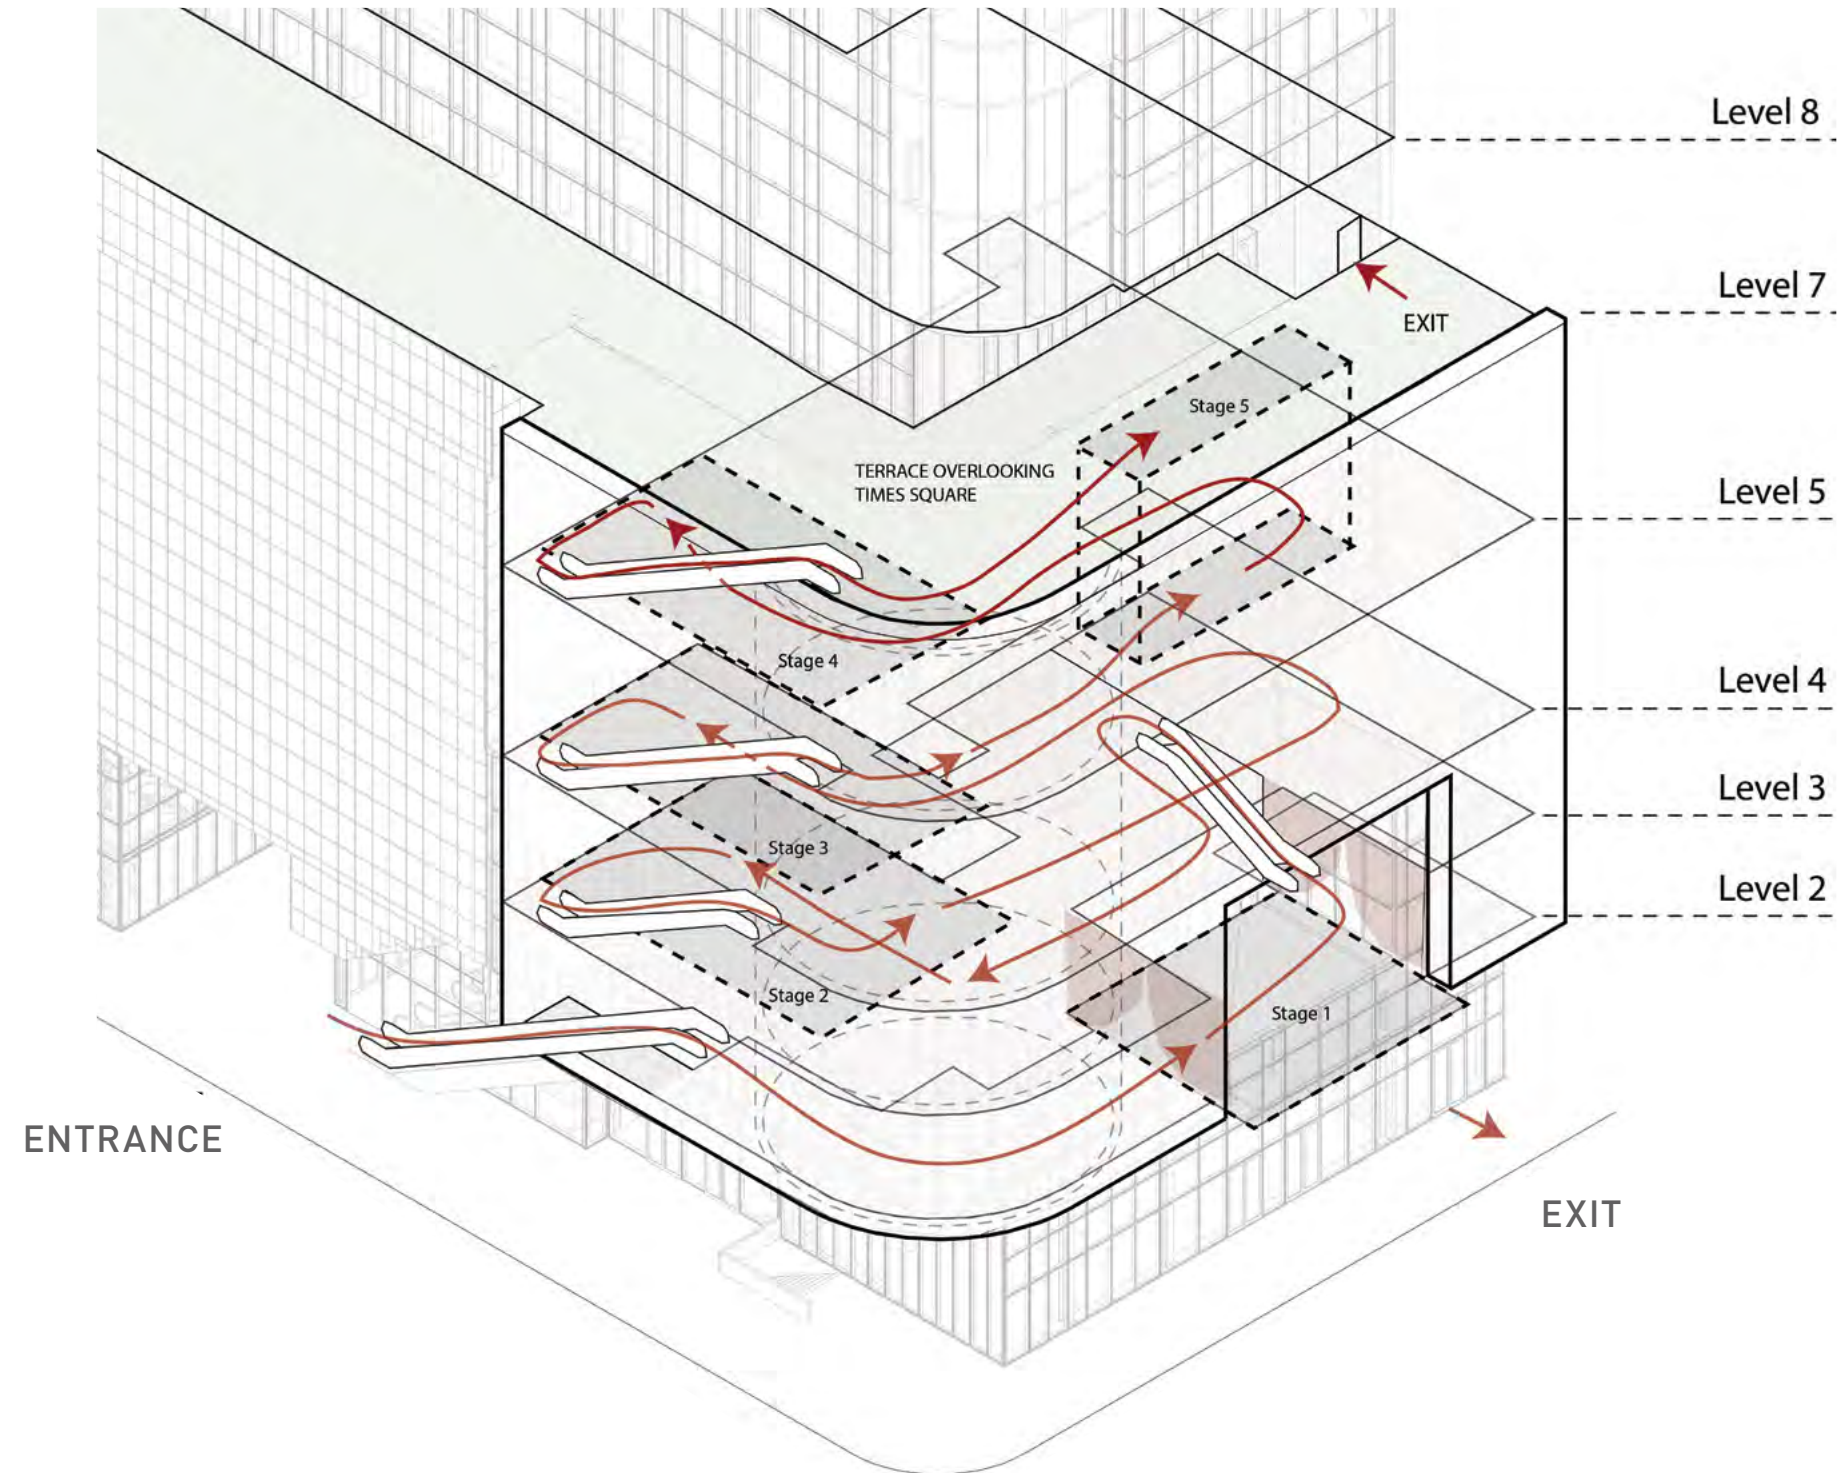 Level 8
Level 7
EXIT
Stage 5
TERRACE OVERLOOKING
TIMES SQUARE
Level 5
Stage 4
Level 4
Level 3
Stage 3
Level 2
Stage 2
Stage 1
ENTRANCE
EXIT